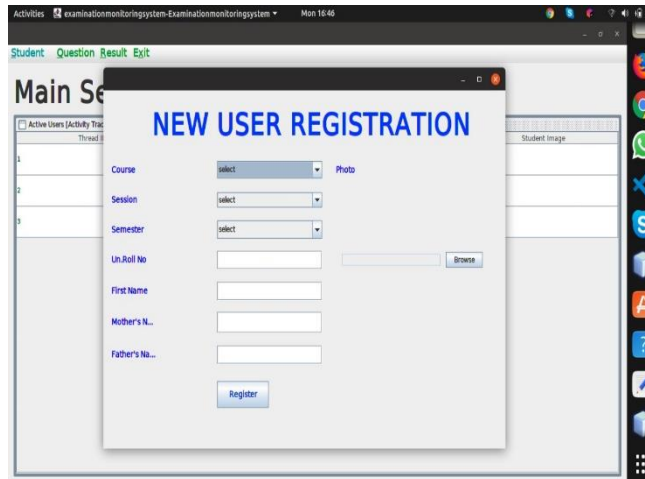 Activities examinationmonitoringsystem-Examinationmonitoringsystem Mon 16:46
Student Question Result Exit
Main Se
Active Users [Activity Trac
Thread Student Image
1
2
3
NEW USER REGISTRATION
Course select Photo
Session select
Semester select
Un.Roll No Browse
First Name
Mother's N...
Father's Na...
Register